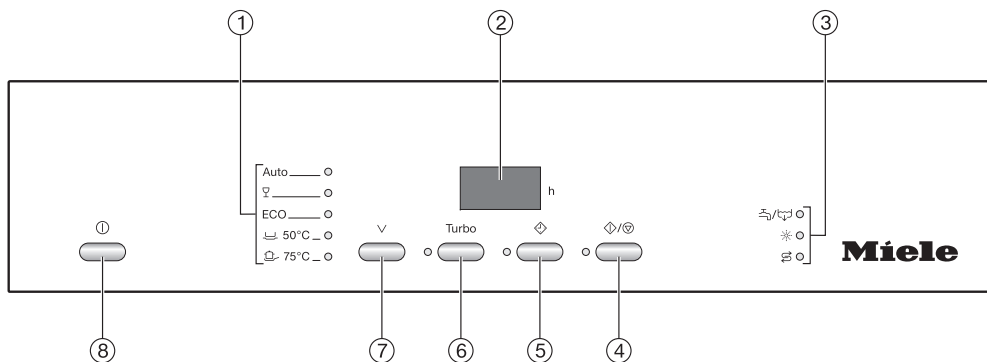 ① ② ③
Auto
h
ECO
50°C
Turbo
/
/
75°C
Miele
⑧ ⑦ ⑥ ⑤ ④